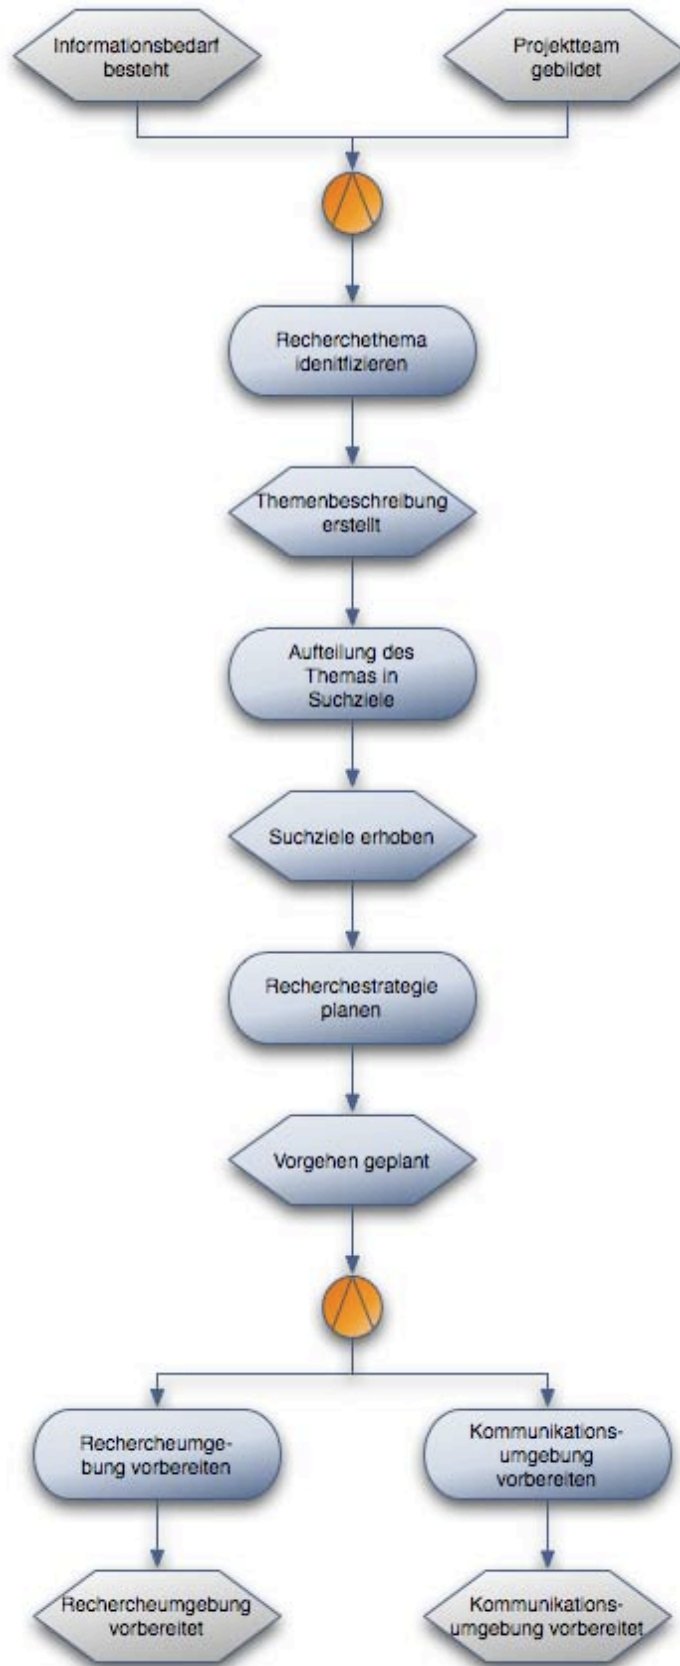 Informationsbedarf
besteht
Projektteam
gebildet
Recherchethema
idenitfizieren
Themenbeschreibung
erstellt
Aufteilung des
Themas in
Suchziele
Suchziele erhoben
Recherchestrategie
planen
Vorgehen geplant
Rechercheumge-
bung vorbereiten
Kommunikations-
umgebung
vorbereiten
Rechercheumgebung
vorbereitet
Kommunikations-
umgebung vorbereitet